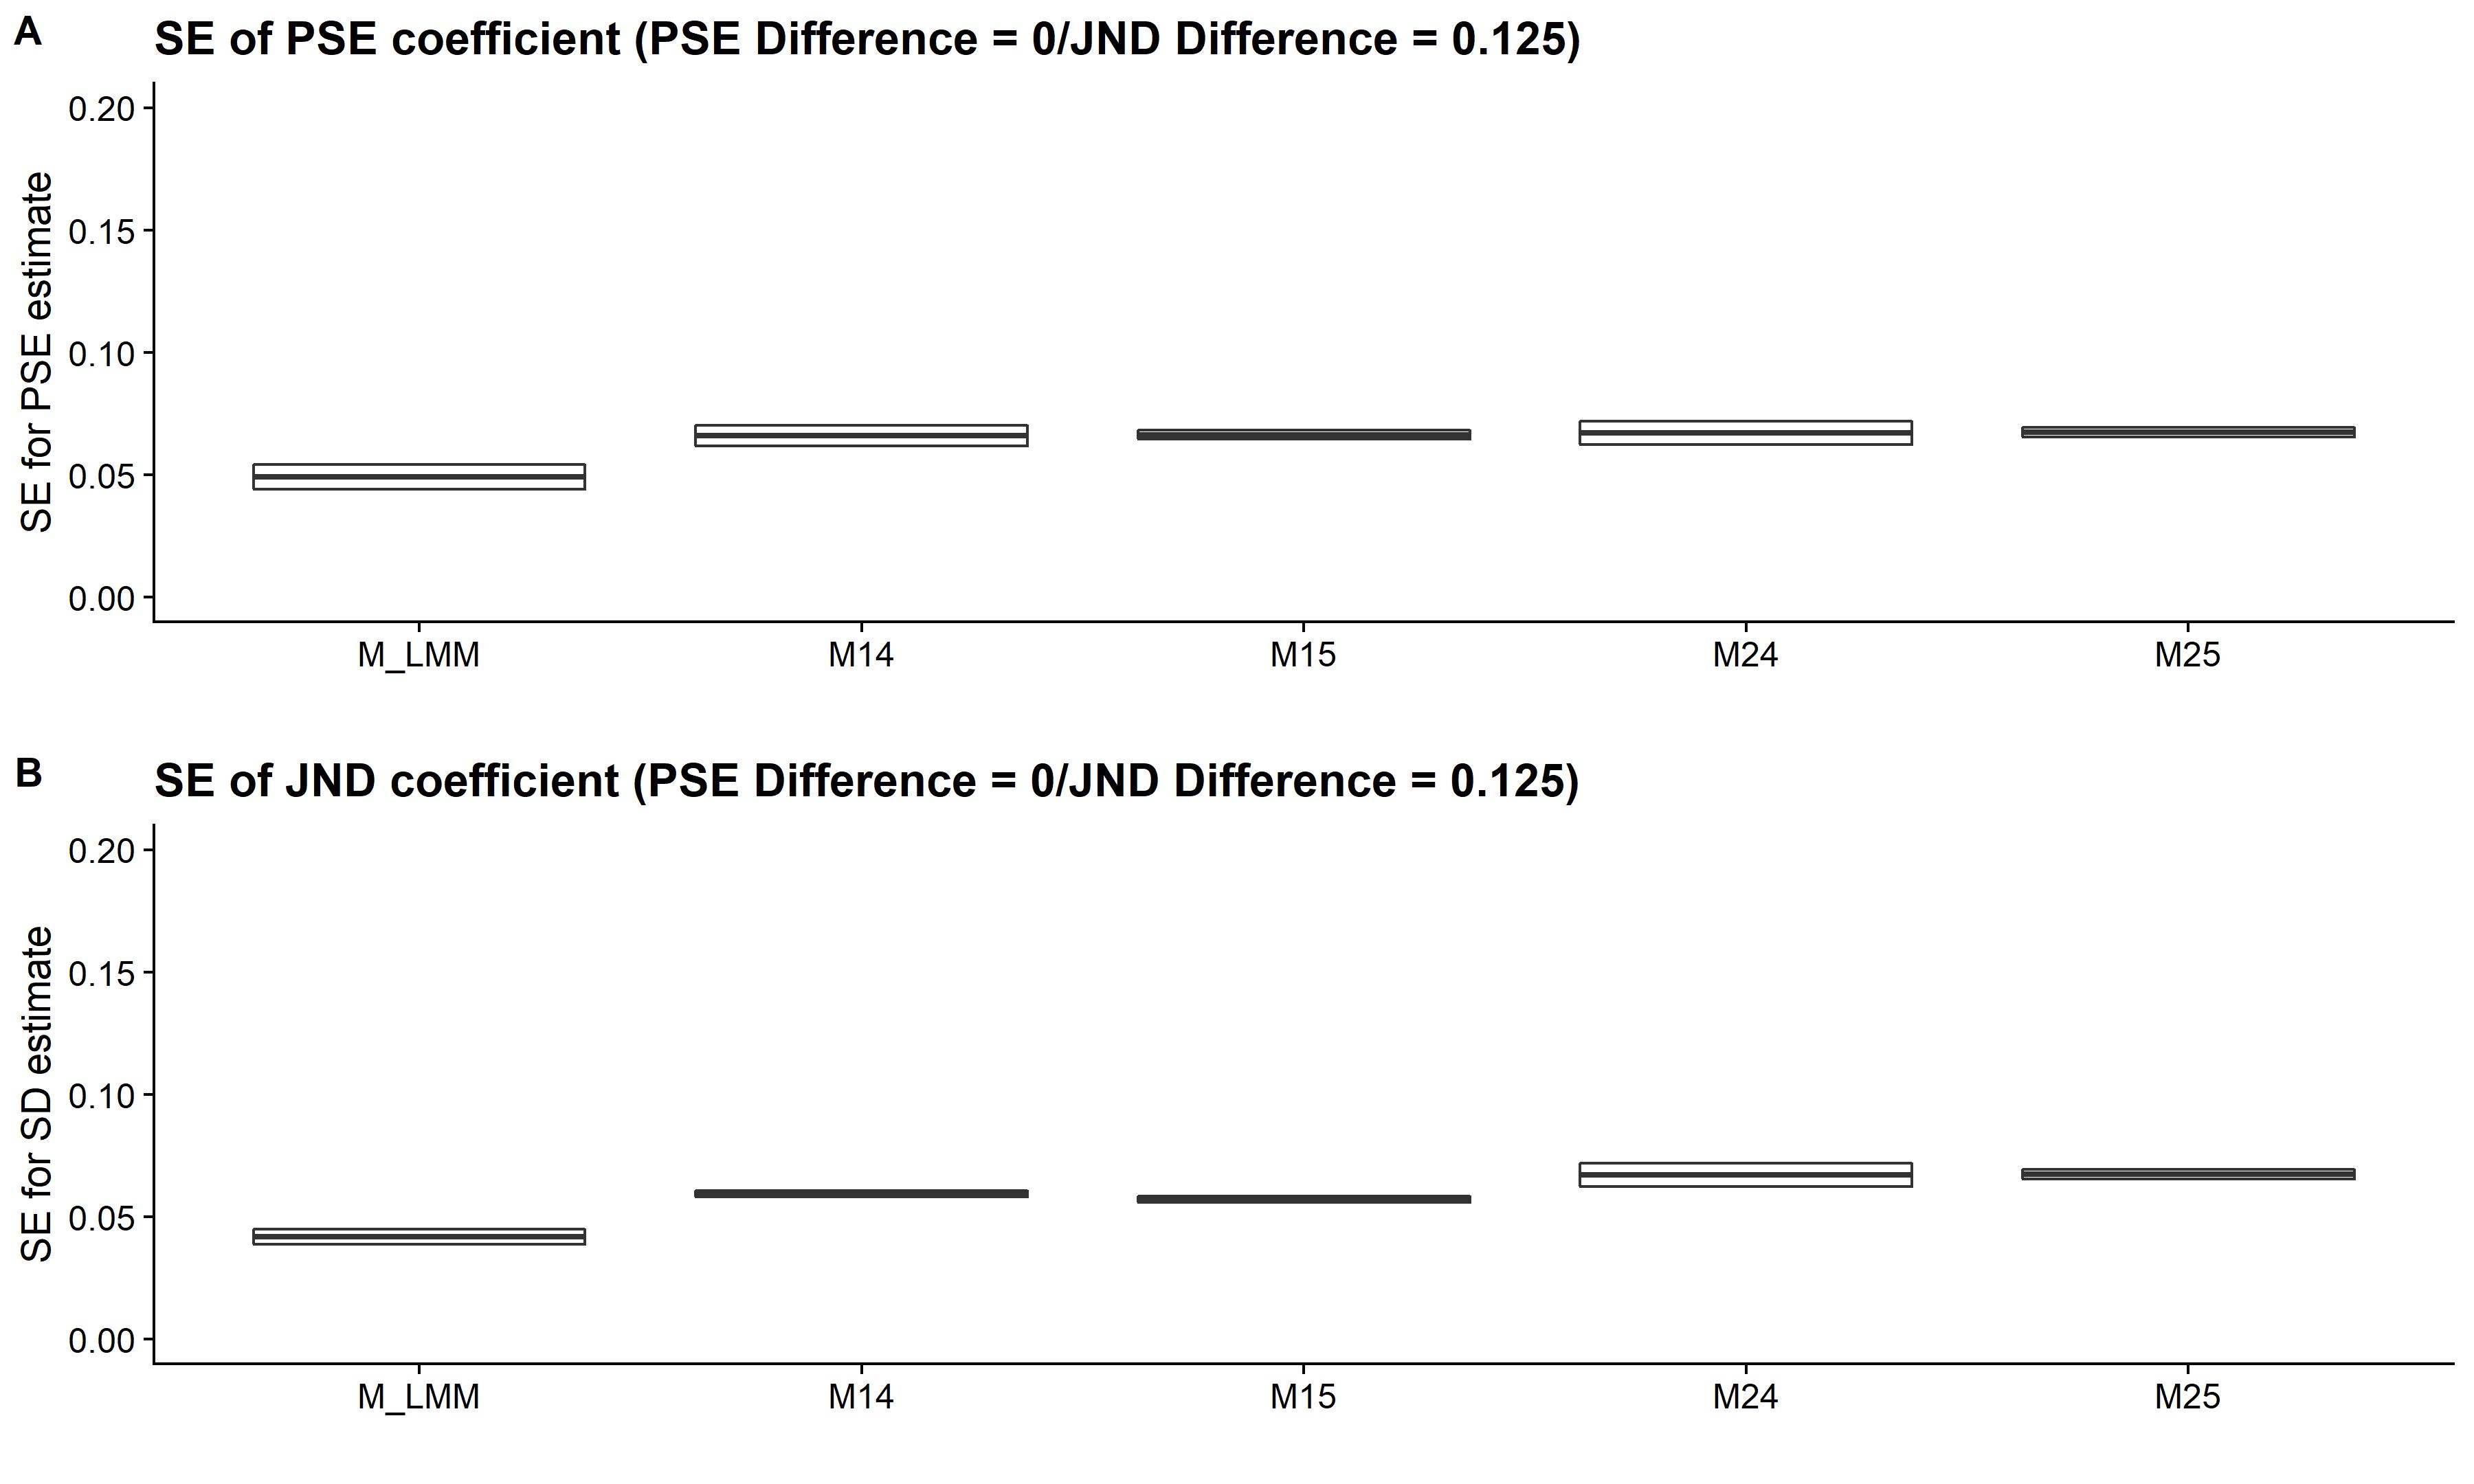 A
SE of PSE coefficient (PSE Difference = 0/JND Difference = 0.125)
SE for PSE estimate
0.20
0.15
0.10
0.05
0.00
M_LMM M14 M15 M24 M25
B
SE of JND coefficient (PSE Difference = 0/JND Difference = 0.125)
SE for SD estimate
0.20
0.15
0.10
0.05
0.00
M_LMM M14 M15 M24 M25